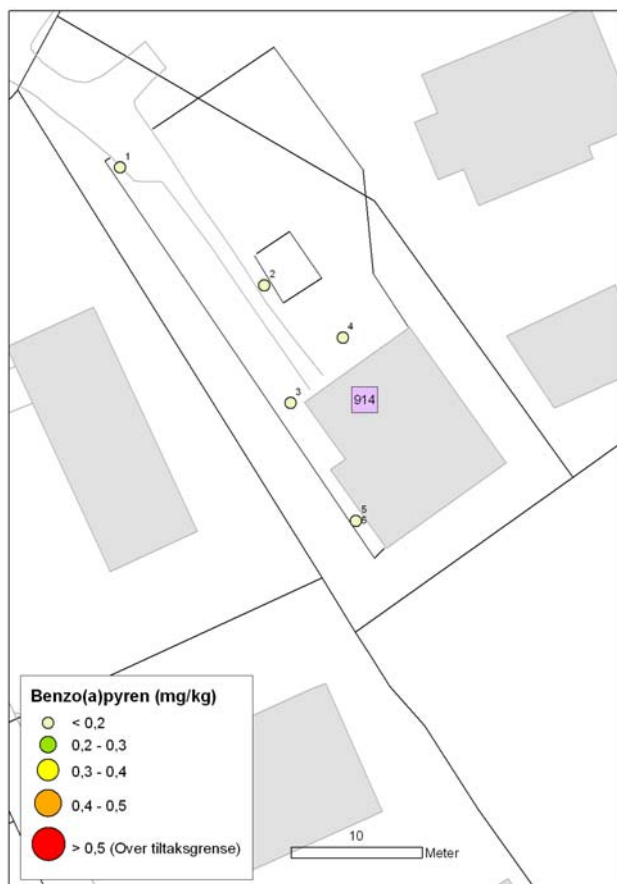 1
2
4
3
914
5
6
Benzo(a)pyren (mg/kg)
< 0,2
0,2 - 0,3
0,3 - 0,4
0,4 - 0,5
> 0,5 (Over tiltaksgrense)
10
Meter